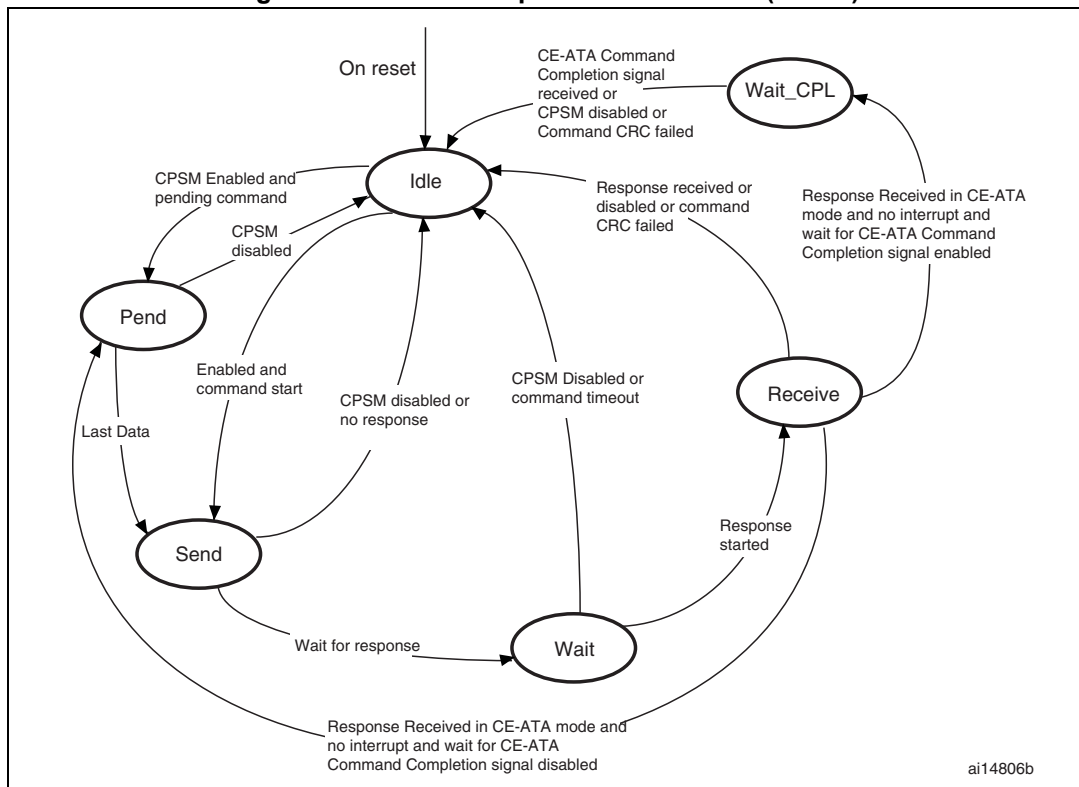 On reset
CE-ATA Command
Completion signal
received or
CPSM disabled or
Command CRC failed
Wait_CPL
Idle
CPSM Enabled and
pending command
CPSM
disabled
Response received or
disabled or command
CRC failed
Response Received in CE-ATA
mode and no interrupt and
wait for CE-ATA Command
Completion signal enabled
Pend
Enabled and
command start
CPSM disabled or
no response
CPSM Disabled or
command timeout
Receive
Last Data
Send
Response
started
Wait for response
Wait
Response Received in CE-ATA mode and
no interrupt and wait for CE-ATA
Command Completion signal disabled
ai14806b